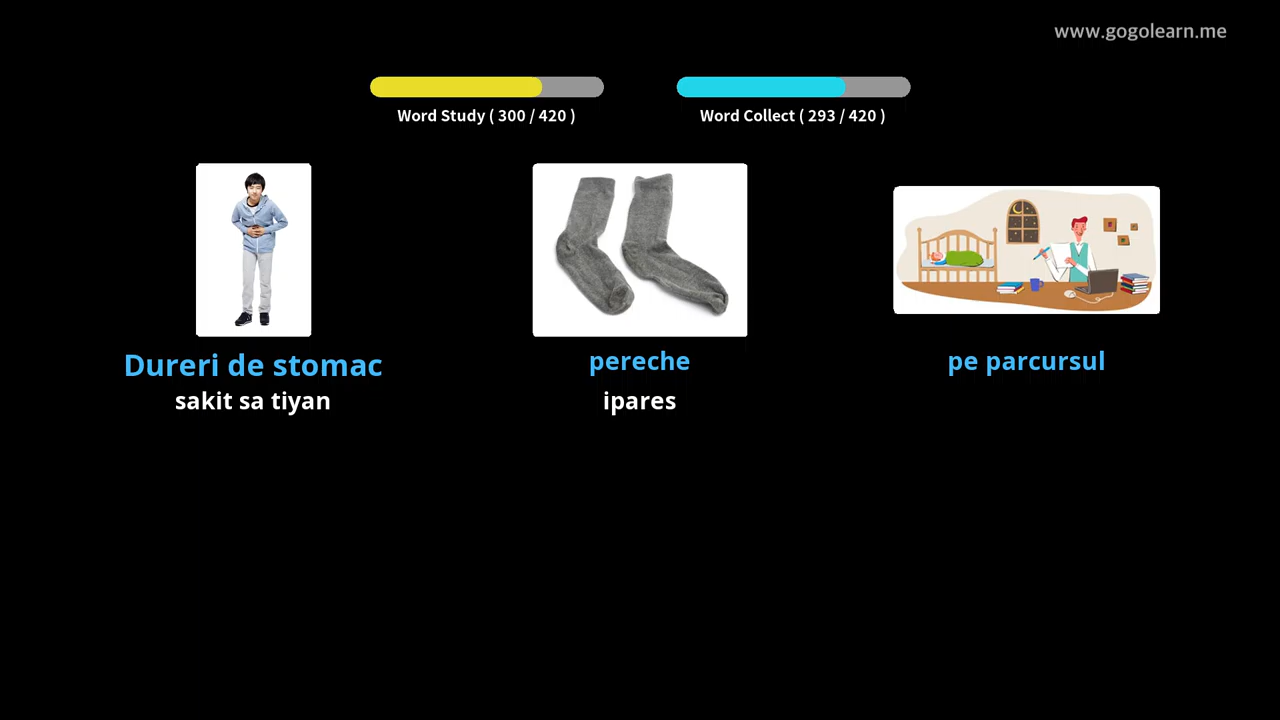 www.gogolearn.me
Word Study ( 300 / 420 )
Word Collect ( 293 / 420 )
Dureri de stomac
sakit sa tiyan
pereche
ipares
pe parcursul